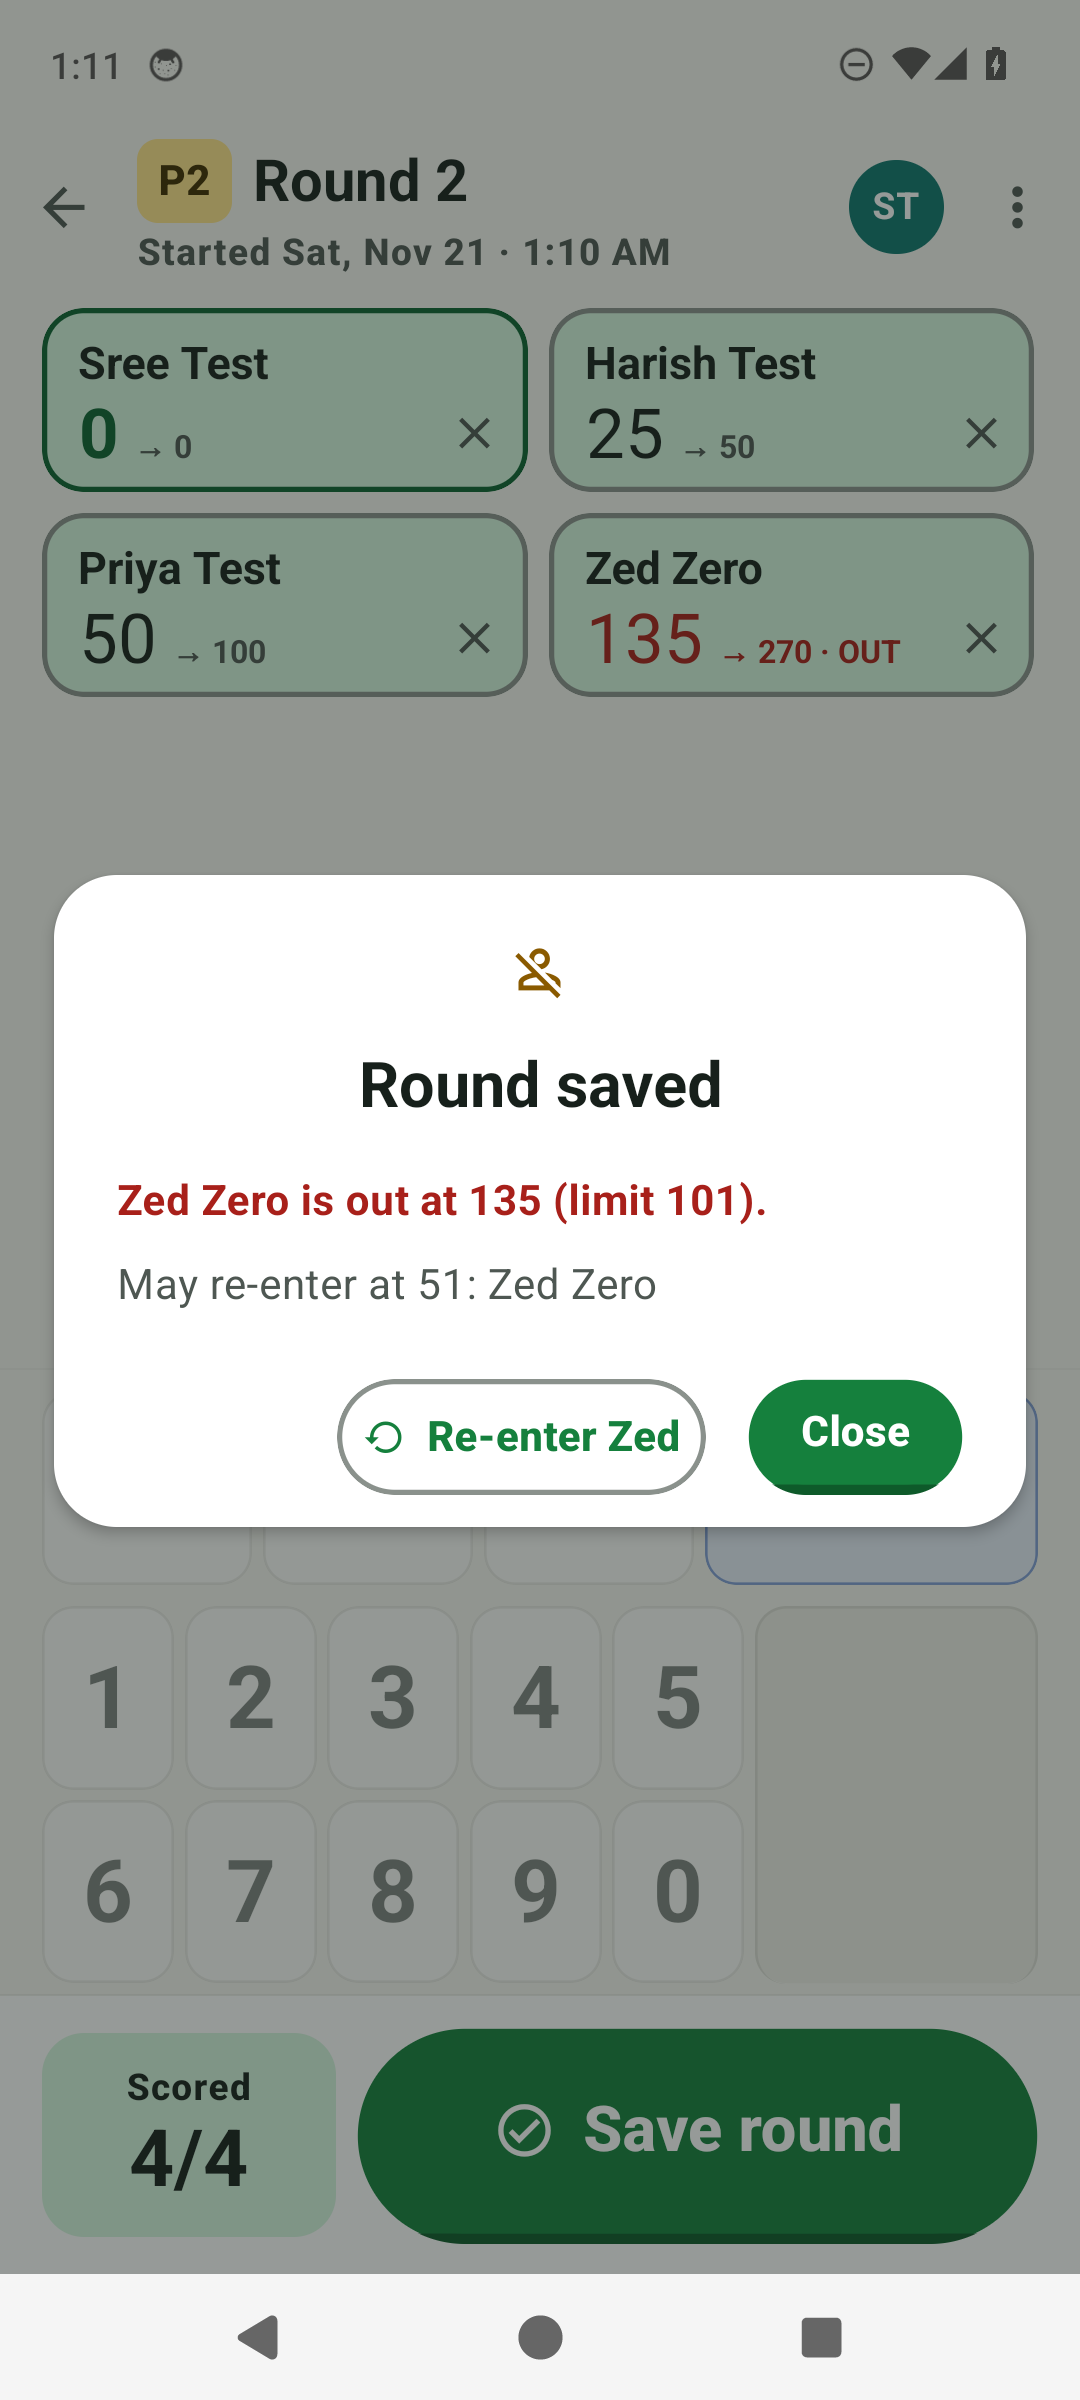 1:11
P2 Round 2
ST
Started Sat, Nov 21 · 1:10 AM
Sree Test
0 → 0
Harish Test
25 → 50
Priya Test
50 → 100
Zed Zero
135 → 270 · OUT
Round saved
Zed Zero is out at 135 (limit 101).
May re-enter at 51: Zed Zero
Re-enter Zed
Close
1 2 3 4 5
6 7 8 9 0
Scored
4/4
Save round